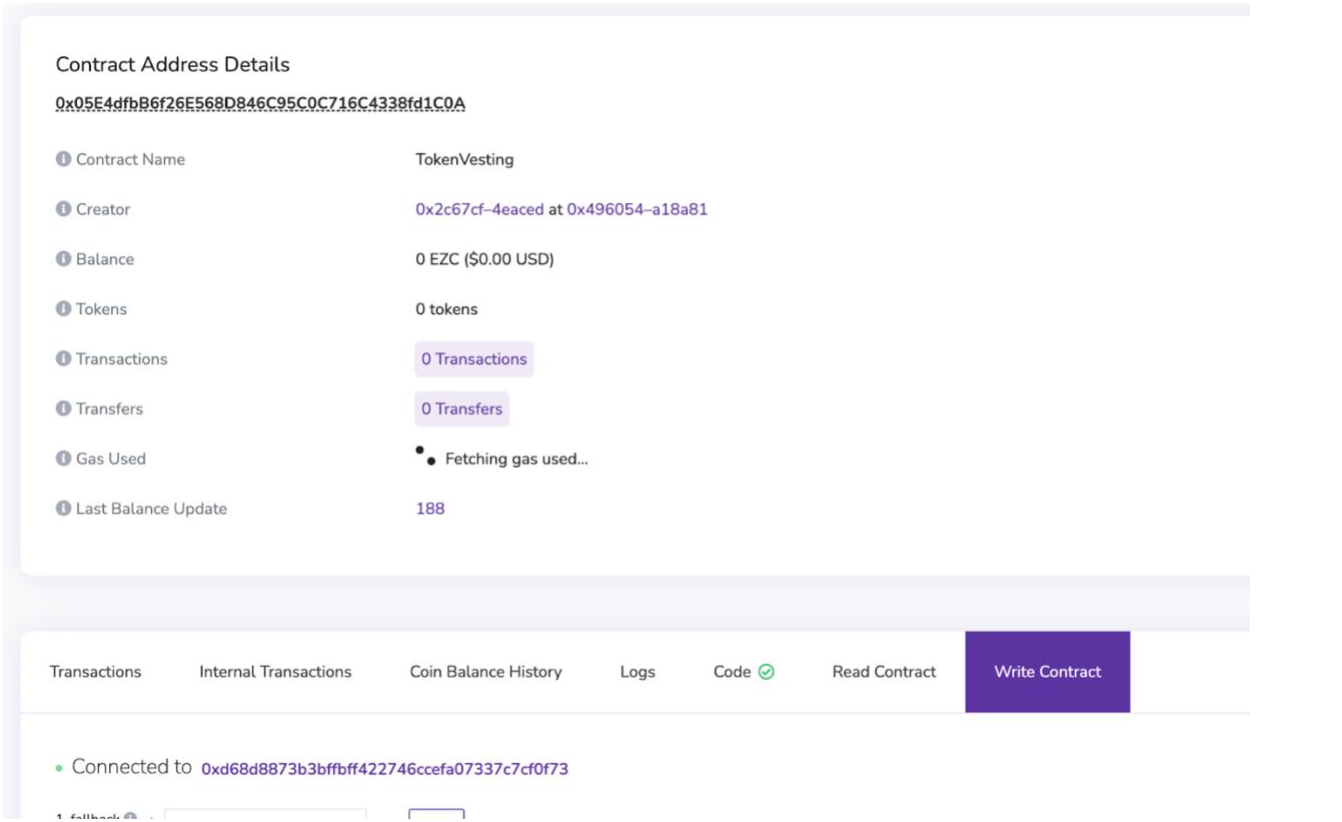 Contract Address Details
0x05E4dfbB6f26E568D846C95C0C716C4338fd1C0A
Contract Name TokenVesting
Creator 0x2c67cf–4eaced at 0x496054–a18a81
Balance 0 EZC ($0.00 USD)
Tokens 0 tokens
Transactions 0 Transactions
Transfers 0 Transfers
Gas Used Fetching gas used...
Last Balance Update 188
Transactions Internal Transactions Coin Balance History Logs Code Read Contract Write Contract
Connected to 0xd68d8873b3bffbff422746ccefa07337c7cf0f73
1. fallback